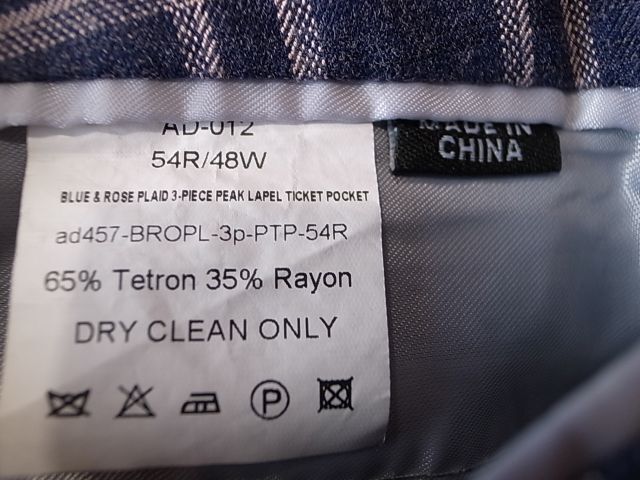 AD-012
54R/48W
BLUE & ROSE PLAID 3-PIECE PEAK LAPEL TICKET POCKET
ad457-BROPL-3p-PTP-54R
65% Tetron 35% Rayon
DRY CLEAN ONLY
P
MADE IN
CHINA